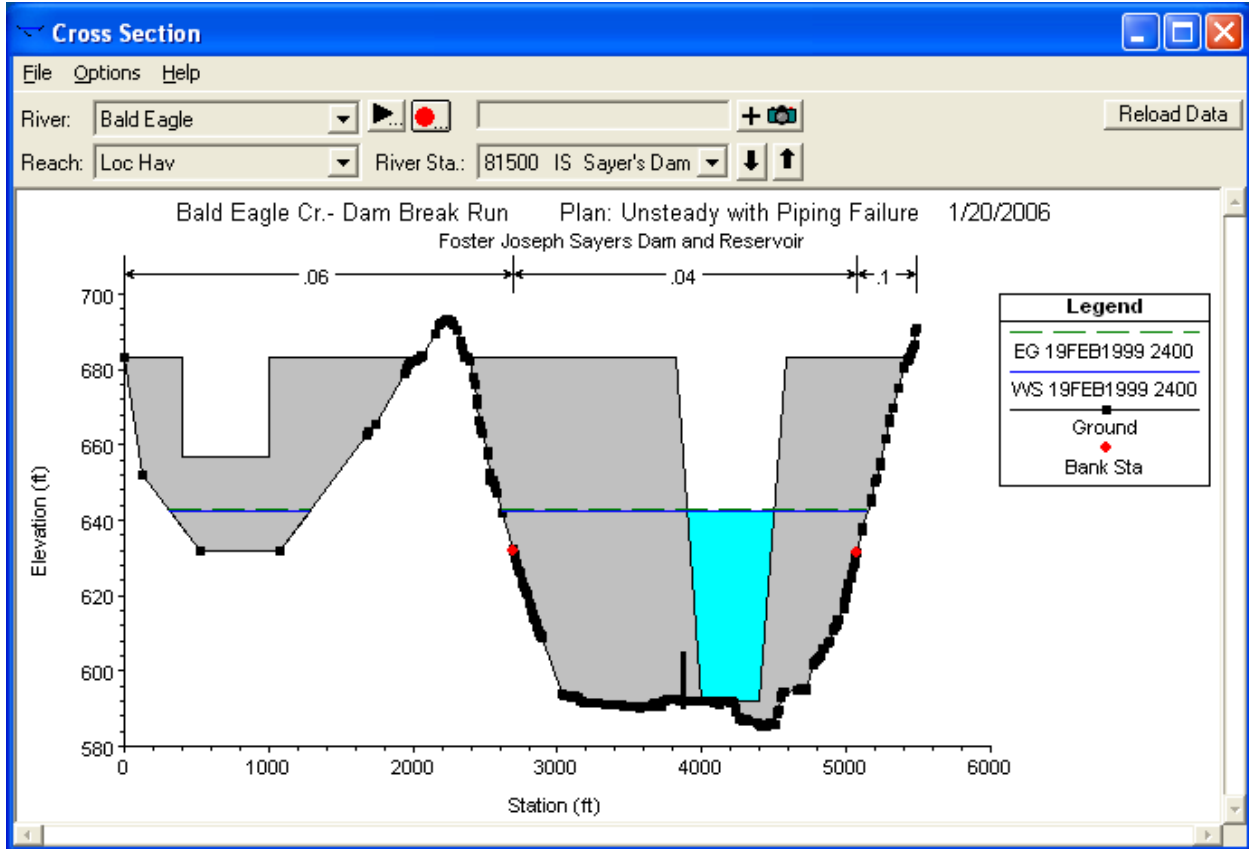 Cross Section
File Options Help
River: Bald Eagle
Reload Data
Reach: Loc Hav River Sta.: 81500 IS Sayer's Dam
Bald Eagle Cr.- Dam Break Run Plan: Unsteady with Piping Failure 1/20/2006
Foster Joseph Sayers Dam and Reservoir
.06 .04 .1
700
680
660
640
620
600
580
Elevation (ft)
0 1000 2000 3000 4000 5000 6000
Station (ft)
Legend
EG 19FEB1999 2400
WS 19FEB1999 2400
Ground
Bank Sta